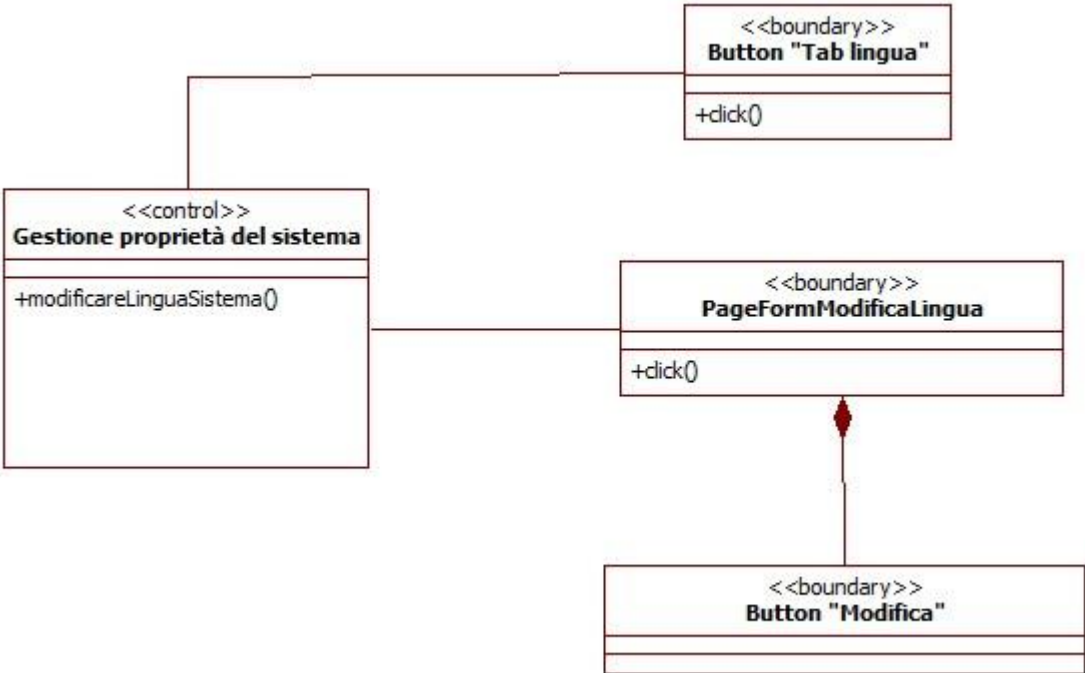 <<boundary>>
Button "Tab lingua"
+click()
<<control>>
Gestione proprietà del sistema
+modificareLinguaSistema()
<<boundary>>
PageFormModificaLingua
+click()
<<boundary>>
Button "Modifica"